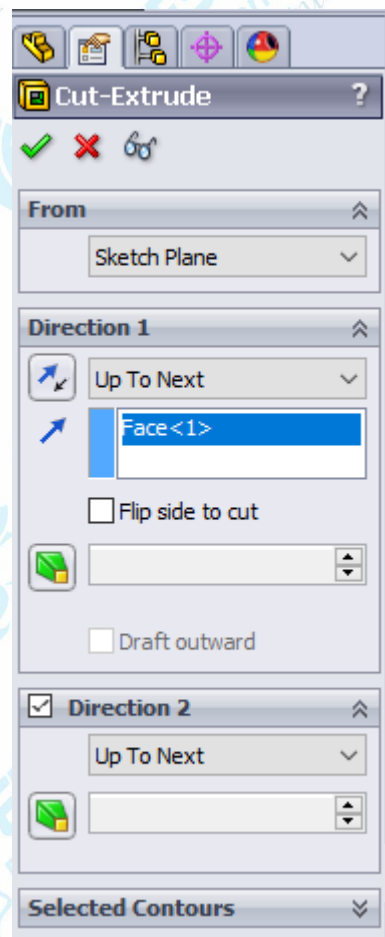 Cut-Extrude ?
From
Sketch Plane
Direction 1
Up To Next
Face<1>
Flip side to cut
Draft outward
Direction 2
Up To Next
Selected Contours